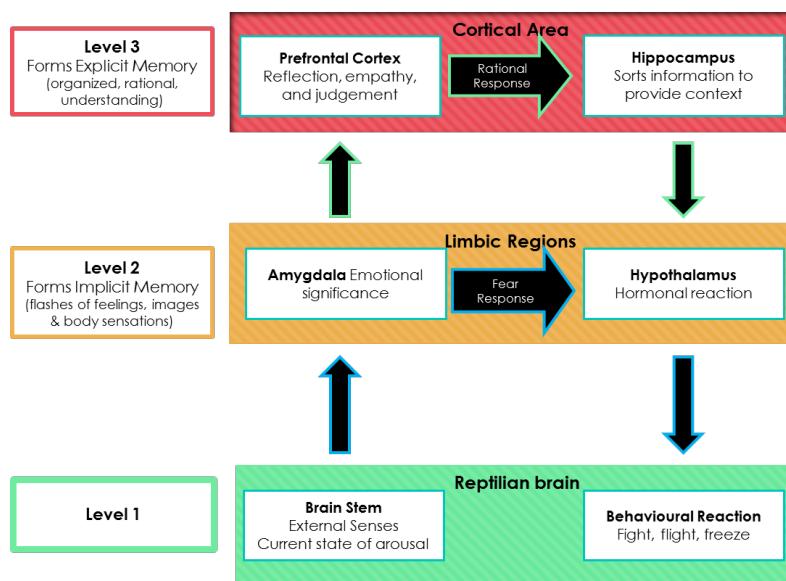 Level 3
Forms Explicit Memory
(organized, rational,
understanding)
Cortical Area
Prefrontal Cortex
Reflection, empathy,
and judgement
Rational
Response
Hippocampus
Sorts information to
provide context
Level 2
Forms Implicit Memory
(flashes of feelings, images
& body sensations)
Limbic Regions
Amygdala Emotional
significance
Fear
Response
Hypothalamus
Hormonal reaction
Level 1
Reptilian brain
Brain Stem
External Senses
Current state of arousal
Behavioural Reaction
Fight, flight, freeze